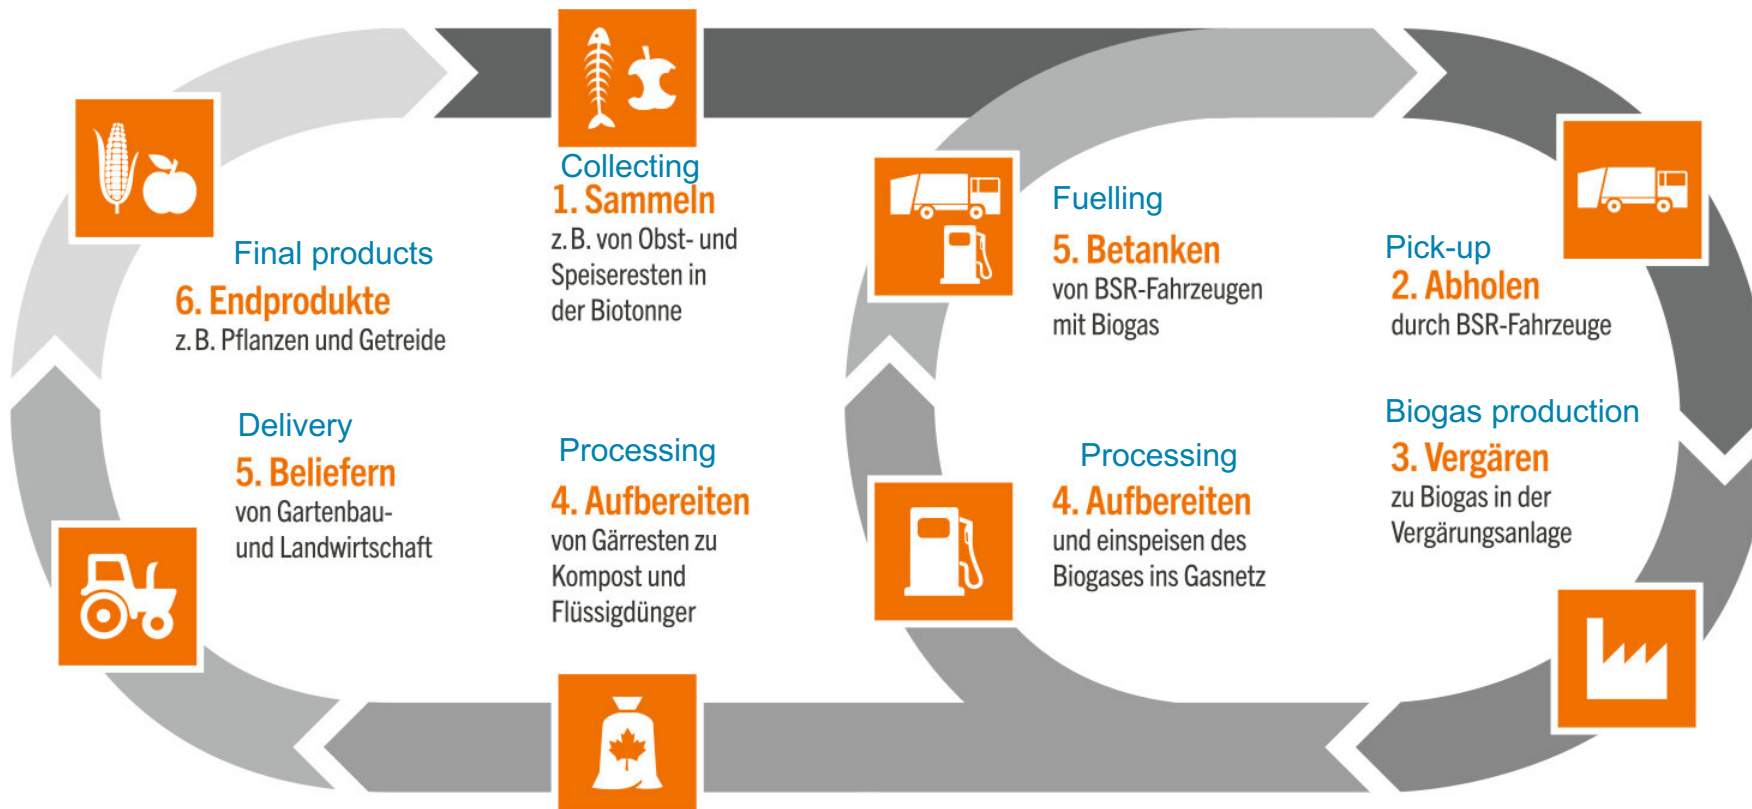 Collecting
1. Sammeln
z. B. von Obst- und
Speiseresten in
der Biotonne
Pick-up
2. Abholen
durch BSR-Fahrzeuge
Biogas production
3. Vergären
zu Biogas in der
Vergärungsanlage
Processing
4. Aufbereiten
und einspeisen des
Biogases ins Gasnetz
Fuelling
5. Betanken
von BSR-Fahrzeugen
mit Biogas
Processing
4. Aufbereiten
von Gärresten zu
Kompost und
Flüssigdünger
Delivery
5. Beliefern
von Gartenbau-
und Landwirtschaft
Final products
6. Endprodukte
z. B. Pflanzen und Getreide